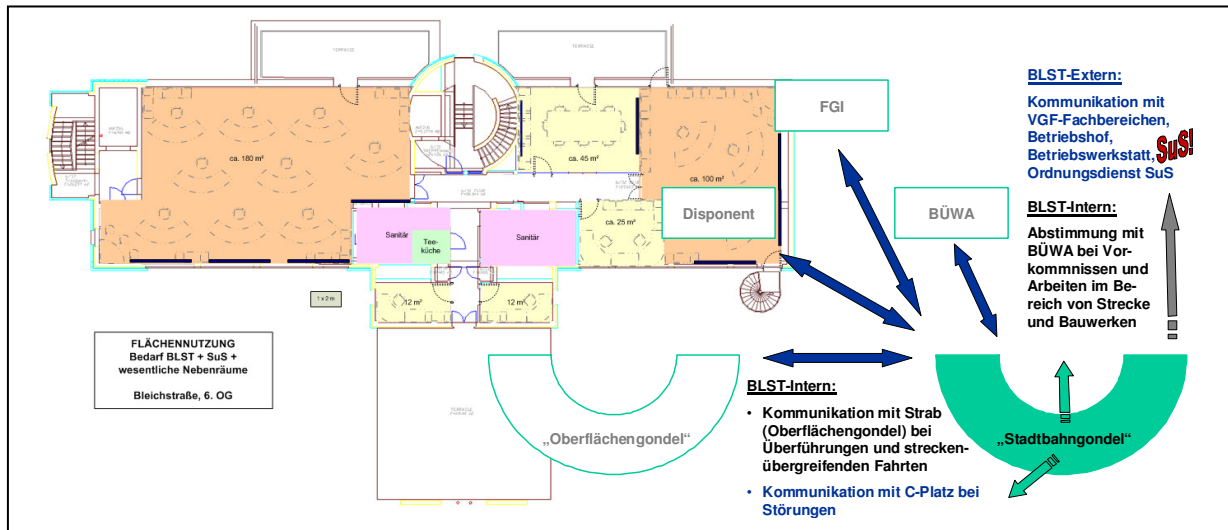 TERRASSE
TERRASSE
ca. 180 m²
ca. 45 m²
ca. 100 m²
ca. 25 m²
Sanitär
Tee-
küche
Sanitär
12 m²
12 m
1 x 2 m
TERRASSE
FLÄCHENNUTZUNG
Bedarf BLST + SuS +
wesentliche Nebenräume
Bleichstraße, 6. OG
FGI
Disponent
BÜWA
BLST-Extern:
Kommunikation mit
VGF-Fachbereichen,
Betriebshof,
Betriebswerkstatt,
Ordnungsdienst SuS
SuS!
BLST-Intern:
Abstimmung mit
BÜWA bei Vor-
kommnissen und
Arbeiten im Be-
reich von Strecke
und Bauwerken
„Oberflächengondel“
„Stadtbahngondel“
BLST-Intern:
• Kommunikation mit Strab
(Oberflächengondel) bei
Überführungen und strecken-
übergreifenden Fahrten
• Kommunikation mit C-Platz bei
Störungen